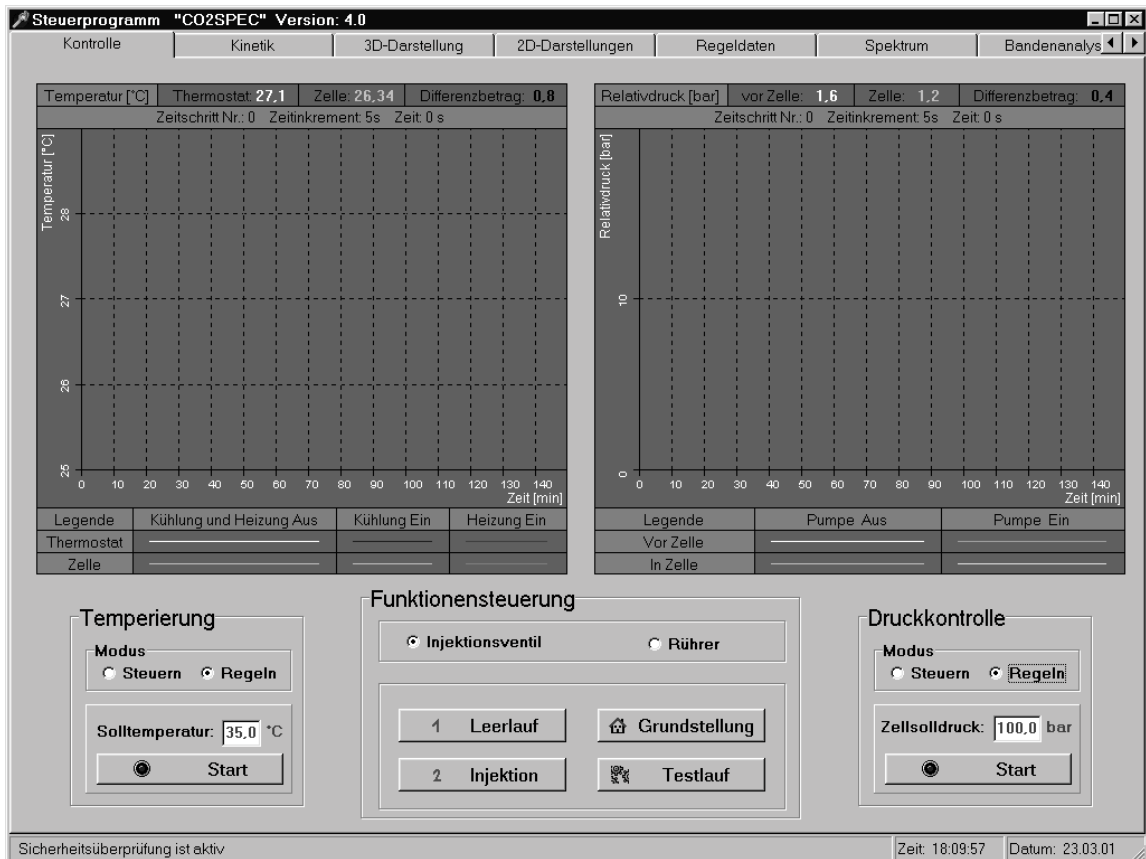 Steuerprogramm "CO2SPEC" Version: 4.0
Kontrolle Kinetik 3D-Darstellung 2D-Darstellungen Regeldaten Spektrum Bandenanalys
Temperatur [°C] Thermostat: 27,1 Zelle: 26,34 Differenzbetrag: 0,8
Zeitschritt Nr.: 0 Zeitinkrement: 5s Zeit: 0 s
Temperatur [°C]
28
27
26
25
0 10 20 30 40 50 60 70 80 90 100 110 120 130 140
Zeit [min]
Legende Kühlung und Heizung Aus Kühlung Ein Heizung Ein
Thermostat
Zelle
Relativdruck [bar] vor Zelle: 1,6 Zelle: 1,2 Differenzbetrag: 0,4
Zeitschritt Nr.: 0 Zeitinkrement: 5s Zeit: 0 s
Relativdruck [bar]
10
0
0 10 20 30 40 50 60 70 80 90 100 110 120 130 140
Zeit [min]
Legende Pumpe Aus Pumpe Ein
Vor Zelle
In Zelle
Temperierung
Modus
Steuern Regeln
Solltemperatur: 35,0 °C
Start
Funktionensteuerung
Injektionsventil Rührer
1 Leerlauf Grundstellung
2 Injektion Testlauf
Druckkontrolle
Modus
Steuern Regeln
Zellsolldruck: 100,0 bar
Start
Sicherheitsüberprüfung ist aktiv Zeit: 18:09:57 Datum: 23.03.01